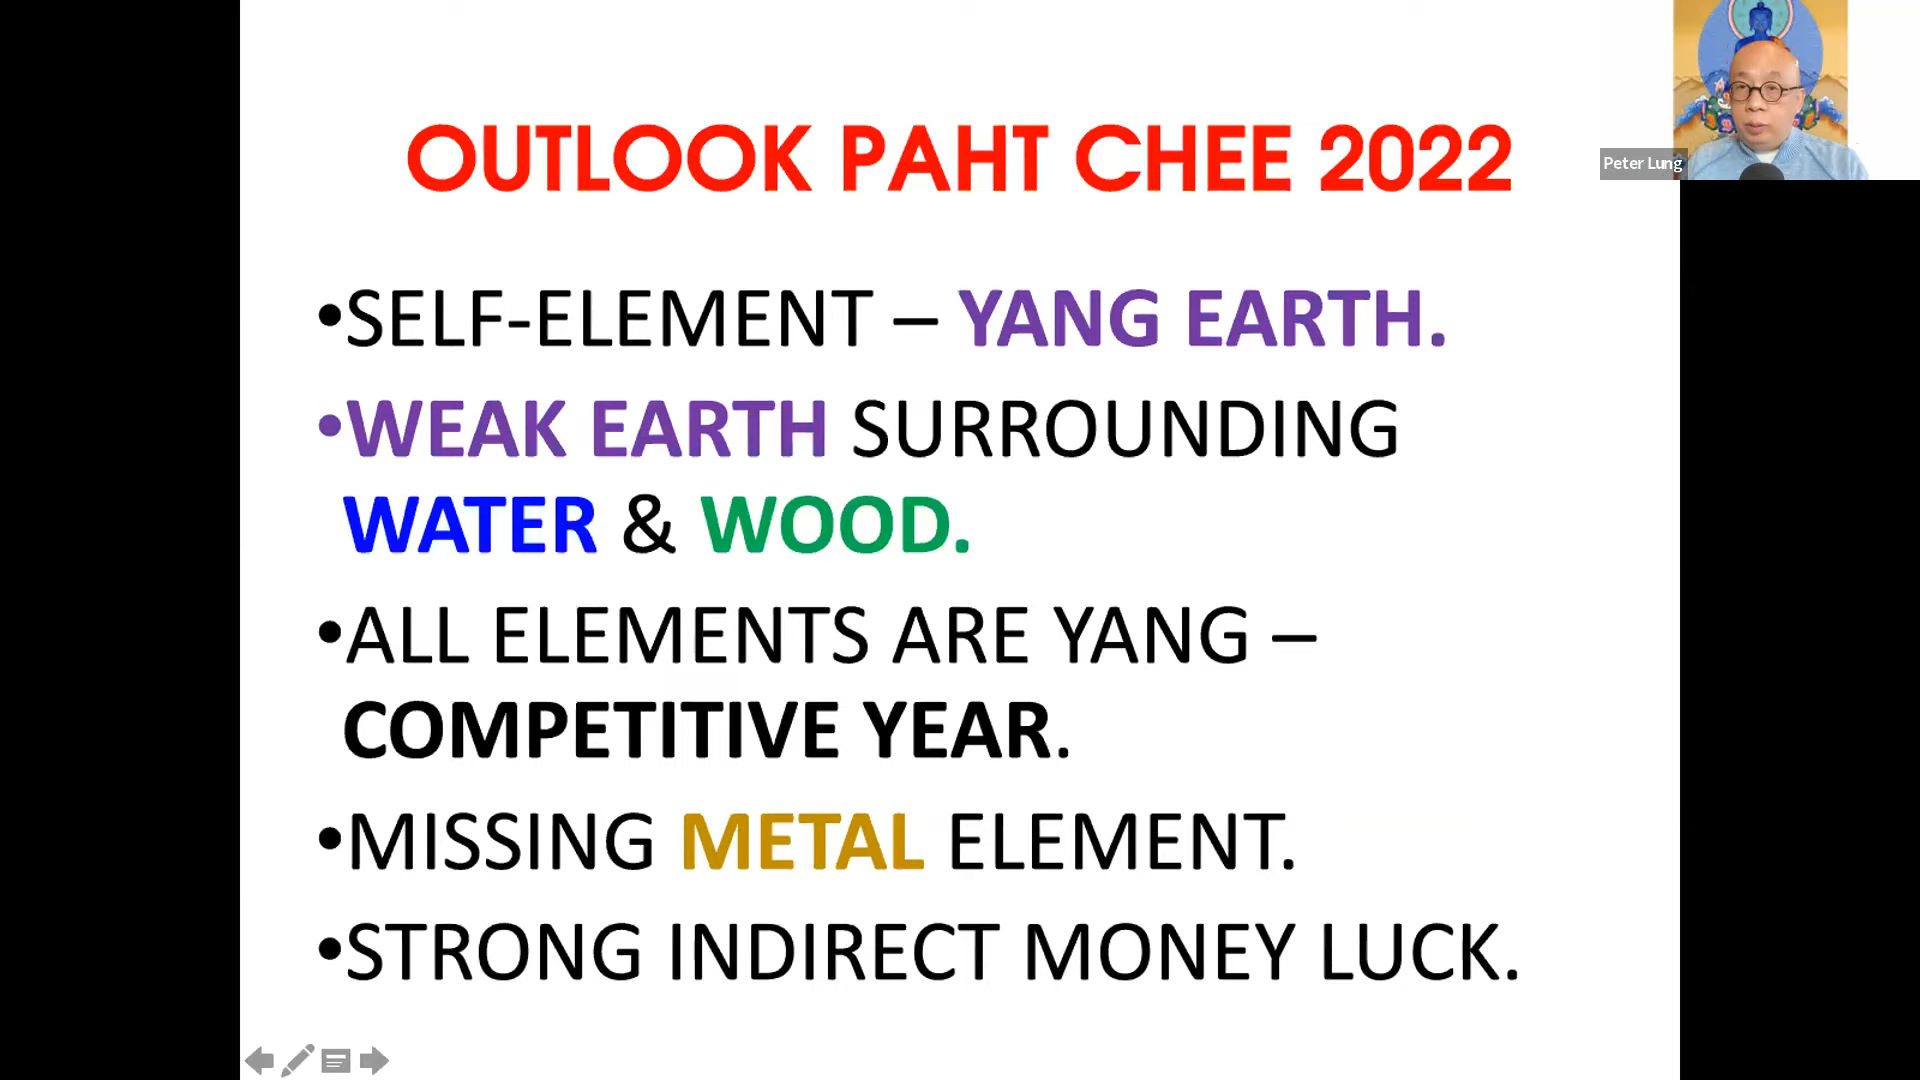 OUTLOOK PAHT CHEE 2022
Peter Lung
•SELF-ELEMENT – YANG EARTH.
•WEAK EARTH SURROUNDING
WATER & WOOD.
•ALL ELEMENTS ARE YANG –
COMPETITIVE YEAR.
•MISSING METAL ELEMENT.
•STRONG INDIRECT MONEY LUCK.